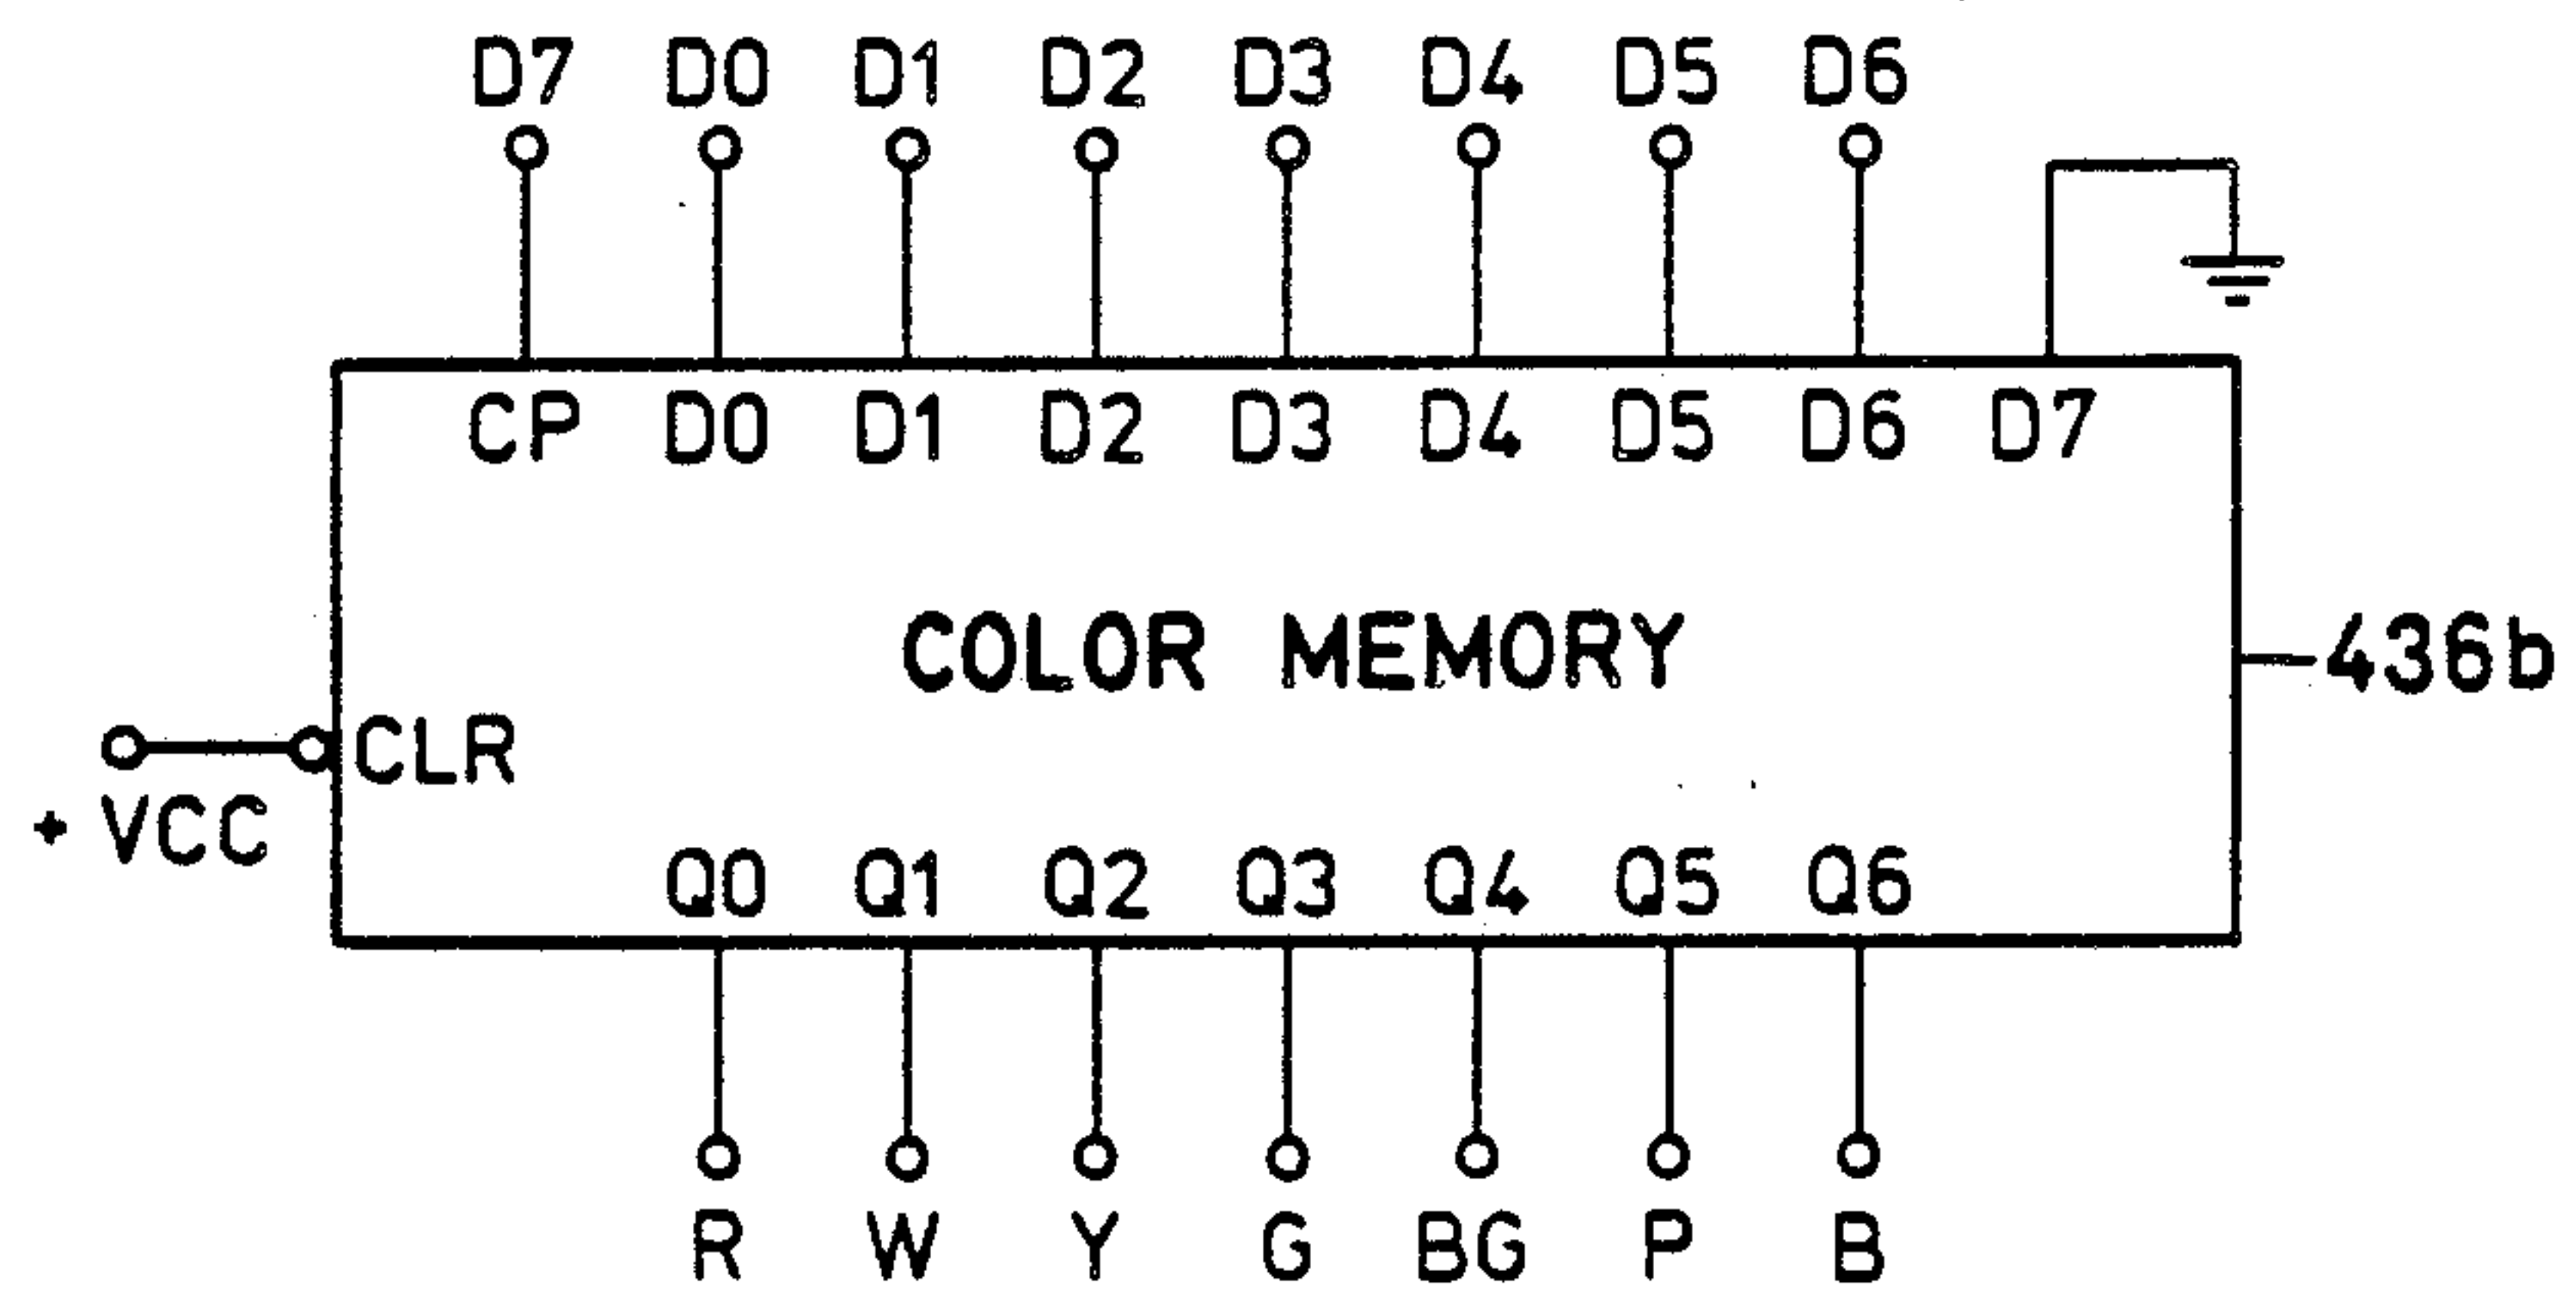 D7 D0 D1 D2 D3 D4 D5 D6
CP D0 D1 D2 D3 D4 D5 D6 D7
COLOR MEMORY
436b
CLR
+ VCC
Q0 Q1 Q2 Q3 Q4 Q5 Q6
R W Y G BG P B